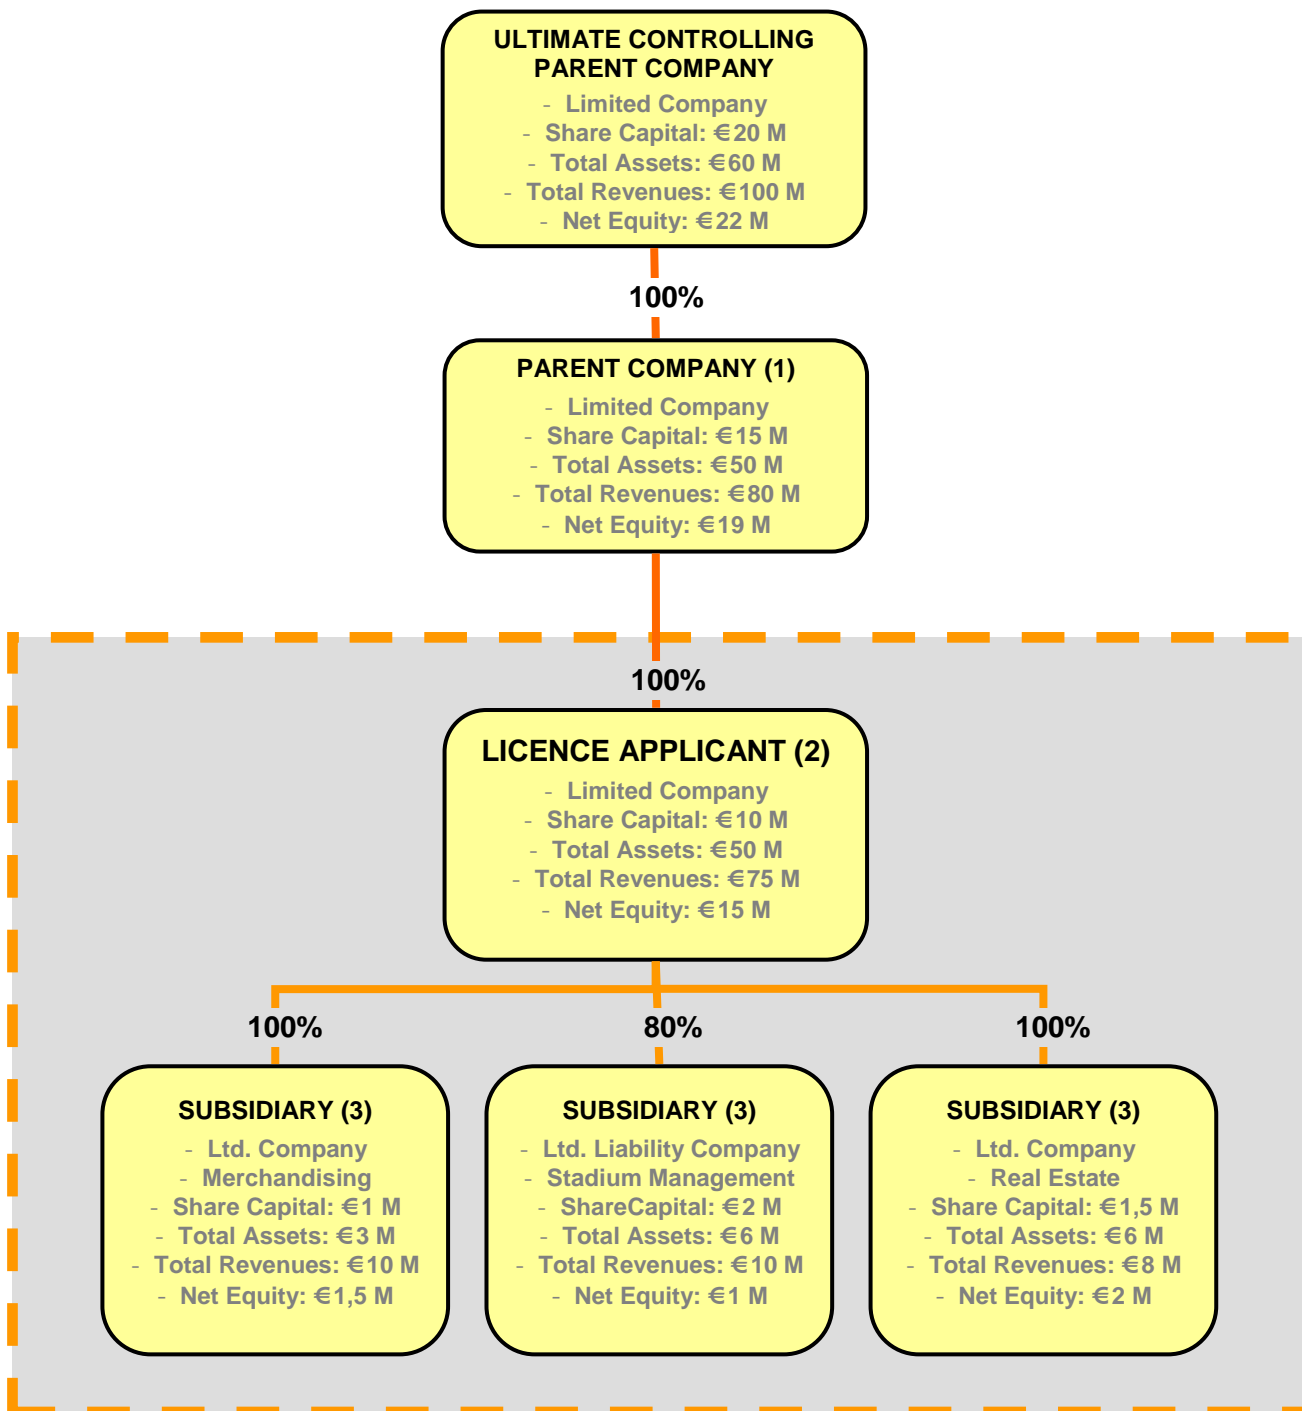 ULTIMATE CONTROLLING
PARENT COMPANY
- Limited Company
- Share Capital: €20 M
- Total Assets: €60 M
- Total Revenues: €100 M
- Net Equity: €22 M
100%
PARENT COMPANY (1)
- Limited Company
- Share Capital: €15 M
- Total Assets: €50 M
- Total Revenues: €80 M
- Net Equity: €19 M
100%
LICENCE APPLICANT (2)
- Limited Company
- Share Capital: €10 M
- Total Assets: €50 M
- Total Revenues: €75 M
- Net Equity: €15 M
100%
80%
100%
SUBSIDIARY (3)
- Ltd. Company
- Merchandising
- Share Capital: €1 M
- Total Assets: €3 M
- Total Revenues: €10 M
- Net Equity: €1,5 M
SUBSIDIARY (3)
- Ltd. Liability Company
- Stadium Management
- ShareCapital: €2 M
- Total Assets: €6 M
- Total Revenues: €10 M
- Net Equity: €1 M
SUBSIDIARY (3)
- Ltd. Company
- Real Estate
- Share Capital: €1,5 M
- Total Assets: €6 M
- Total Revenues: €8 M
- Net Equity: €2 M